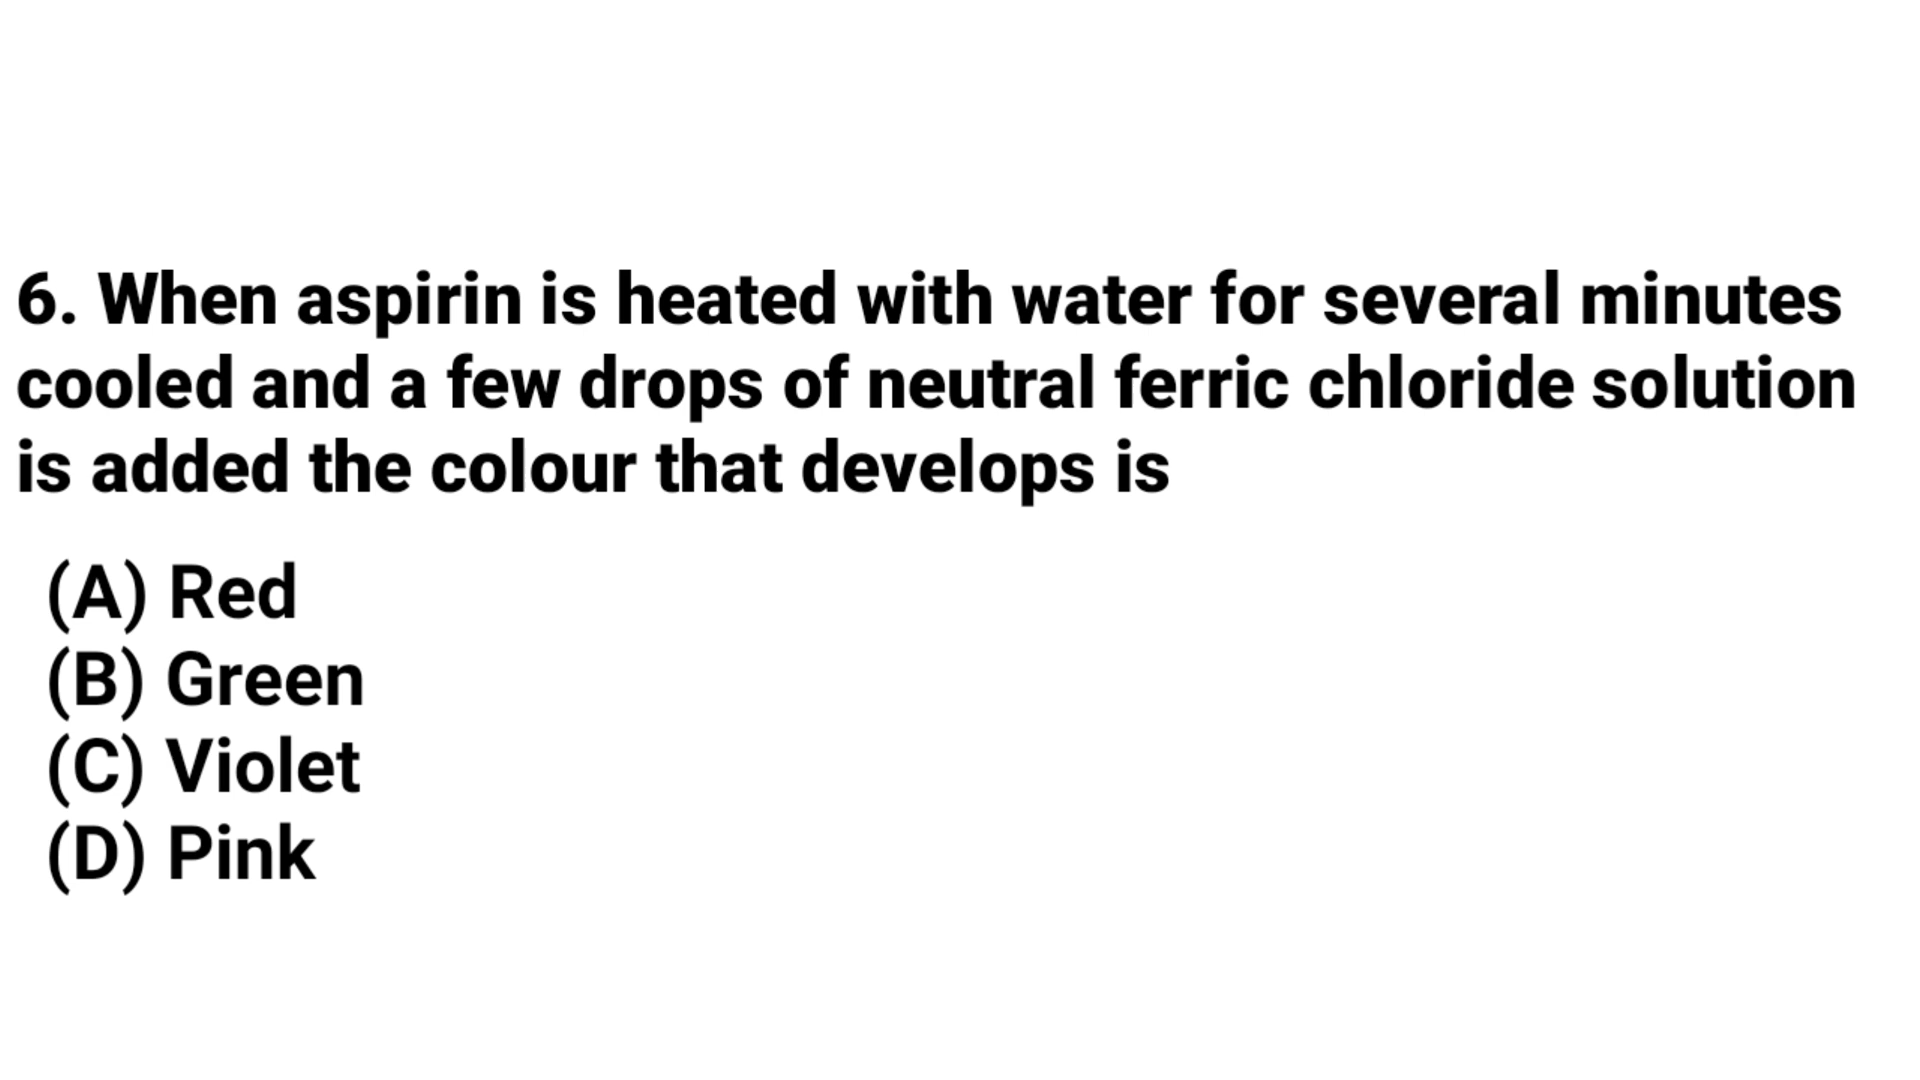 6. When aspirin is heated with water for several minutes
cooled and a few drops of neutral ferric chloride solution
is added the colour that develops is
(A) Red
(B) Green
(C) Violet
(D) Pink